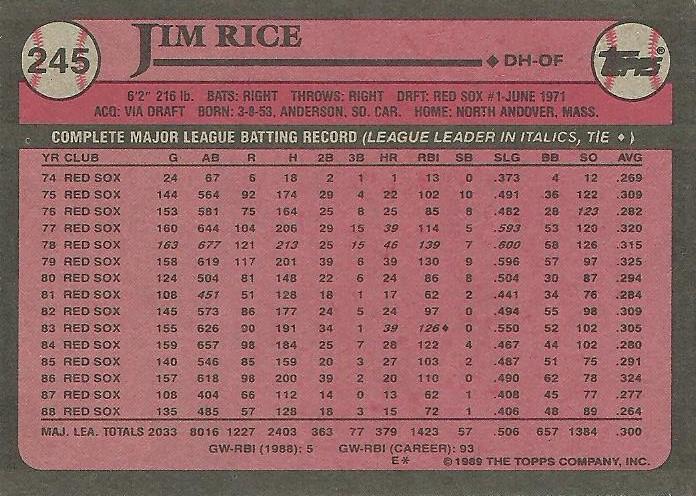 245
JIM RICE
◆ DH-OF
Topps
6'2" 216 lb. BATS: RIGHT THROWS: RIGHT DRFT: RED SOX #1-JUNE 1971
ACQ: VIA DRAFT BORN: 3-8-53, ANDERSON, SO. CAR. HOME: NORTH ANDOVER, MASS.
COMPLETE MAJOR LEAGUE BATTING RECORD (LEAGUE LEADER IN ITALICS, TIE ◆)
YR CLUB G AB R H 2B 3B HR RBI SB SLG BB SO AVG
74 RED SOX 24 67 6 18 2 1 1 13 0 .373 4 12 .269
75 RED SOX 144 564 92 174 29 4 22 102 10 .491 36 122 .309
76 RED SOX 153 581 75 164 25 8 25 85 8 .482 28 123 .282
77 RED SOX 160 644 104 206 29 15 39 114 5 .593 53 120 .320
78 RED SOX 163 677 121 213 25 15 46 139 7 .600 58 126 .315
79 RED SOX 158 619 117 201 39 6 39 130 9 .596 57 97 .325
80 RED SOX 124 504 81 148 22 6 24 86 8 .504 30 87 .294
81 RED SOX 108 451 51 128 18 1 17 62 2 .441 34 76 .284
82 RED SOX 145 573 86 177 24 5 24 97 0 .494 55 98 .309
83 RED SOX 155 626 90 191 34 1 39 126◆ 0 .550 52 102 .305
84 RED SOX 159 657 98 184 25 7 28 122 4 .467 44 102 .280
85 RED SOX 140 546 85 159 20 3 27 103 2 .487 51 75 .291
86 RED SOX 157 618 98 200 39 2 20 110 0 .490 62 78 .324
87 RED SOX 108 404 66 112 14 0 13 62 1 .408 45 77 .277
88 RED SOX 135 485 57 128 18 3 15 72 1 .406 48 89 .264
MAJ. LEA. TOTALS 2033 8016 1227 2403 363 77 379 1423 57 .506 657 1384 .300
GW-RBI (1988): 5 GW-RBI (CAREER): 93
E* ©1989 THE TOPPS COMPANY, INC.